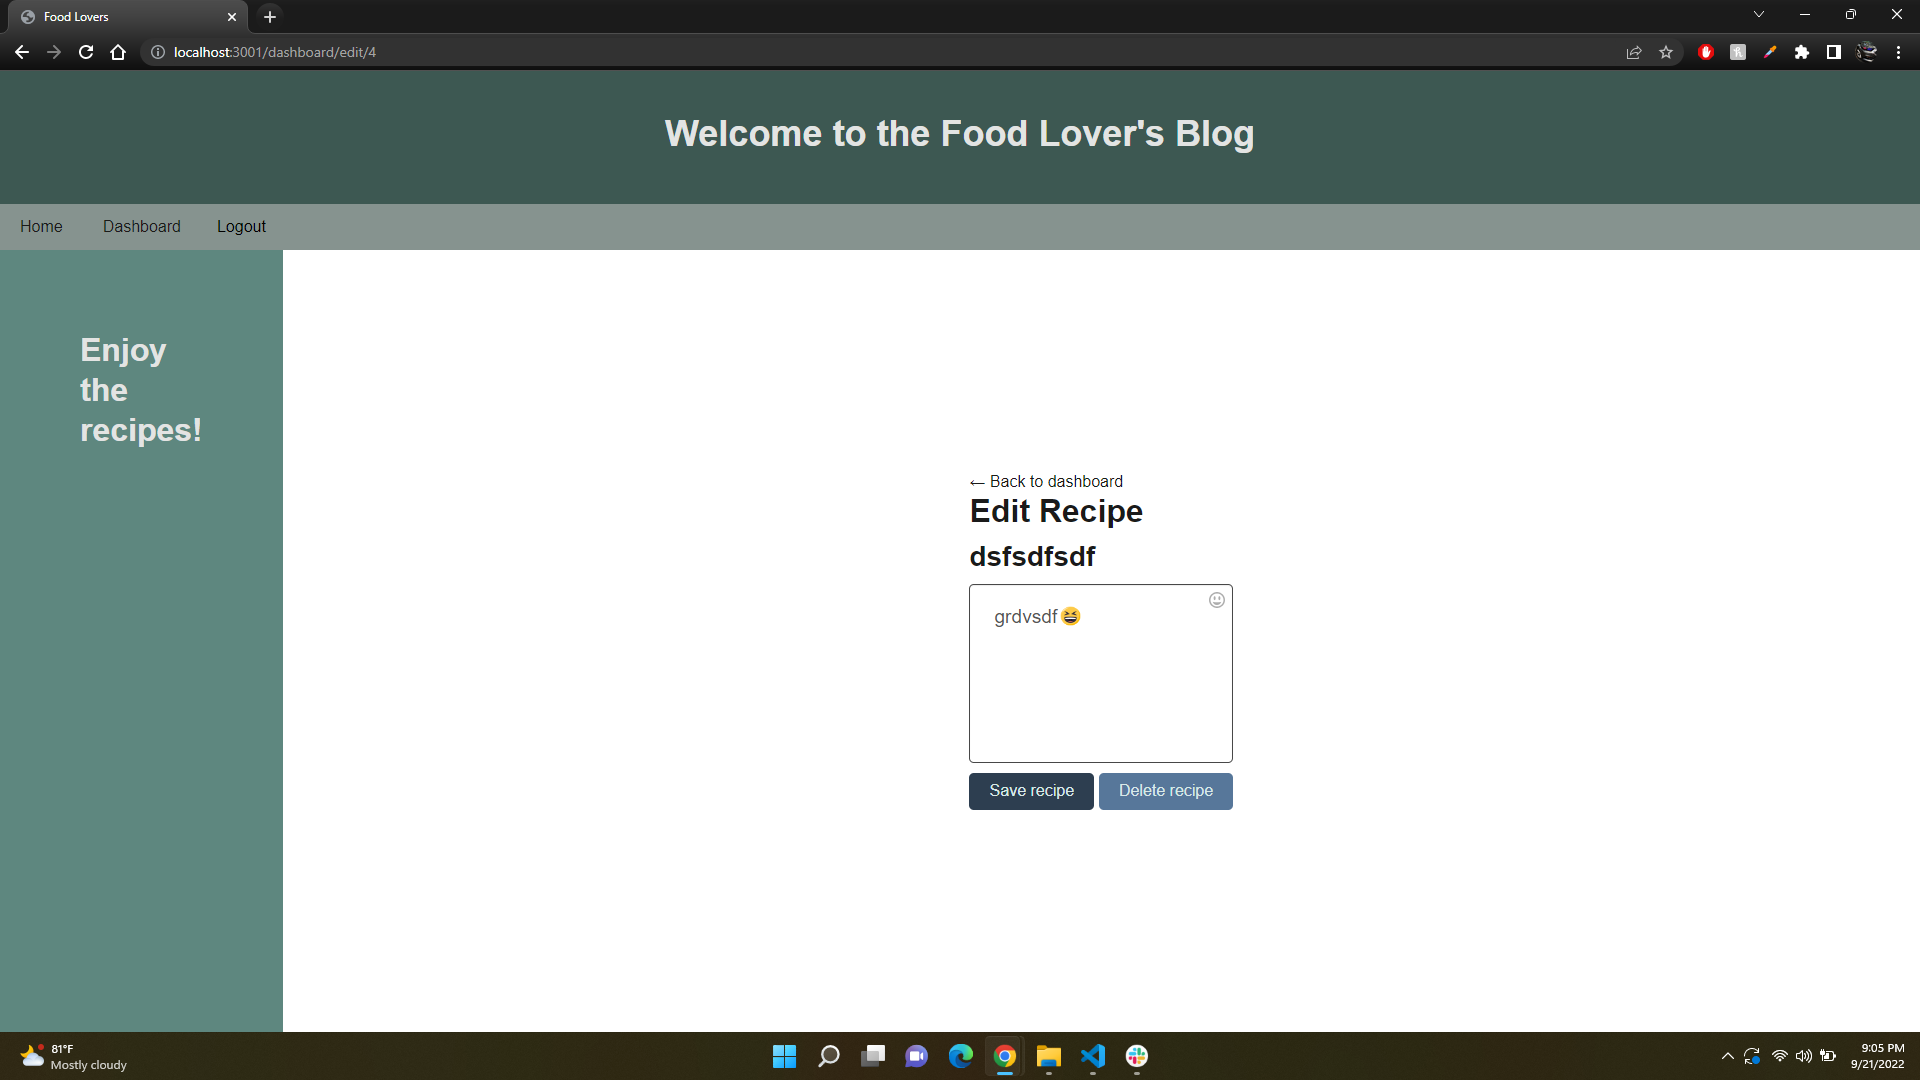 Food Lovers
localhost:3001/dashboard/edit/4
Welcome to the Food Lover's Blog
Home Dashboard Logout
Enjoy
the
recipes!
← Back to dashboard
Edit Recipe
dsfsdfsdf
grdvsdf😆
Save recipe Delete recipe
81°F
Mostly cloudy
9:05 PM
9/21/2022